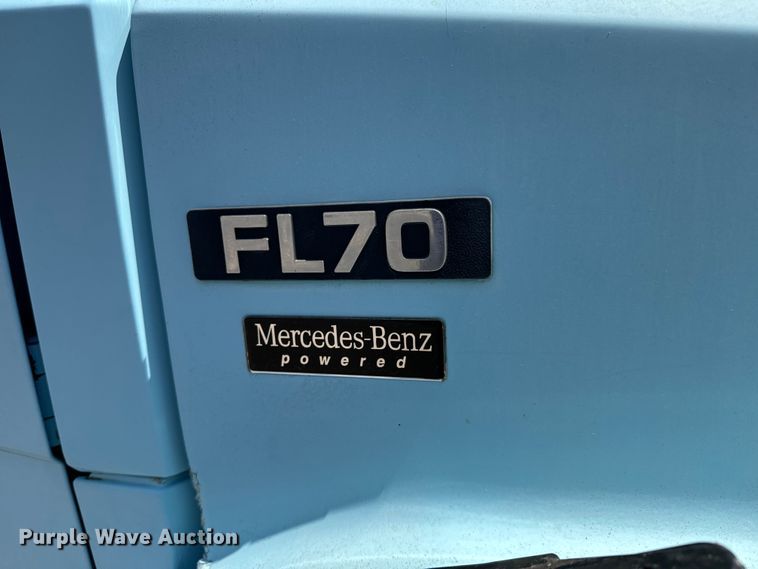 FL70
Mercedes-Benz
powered
Purple Wave Auction